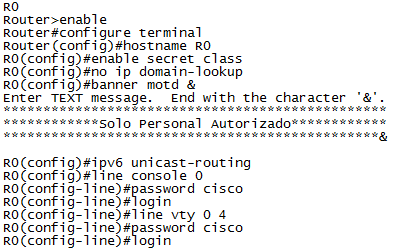 R0
Router>enable
Router#configure terminal
Router(config)#hostname R0
R0(config)#enable secret class
R0(config)#no ip domain-lookup
R0(config)#banner motd &
Enter TEXT message.  End with the character '&'.
************************************************
************Solo Personal Autorizado************
***********************************************&

R0(config)#ipv6 unicast-routing
R0(config)#line console 0
R0(config-line)#password cisco
R0(config-line)#login
R0(config-line)#line vty 0 4
R0(config-line)#password cisco
R0(config-line)#login